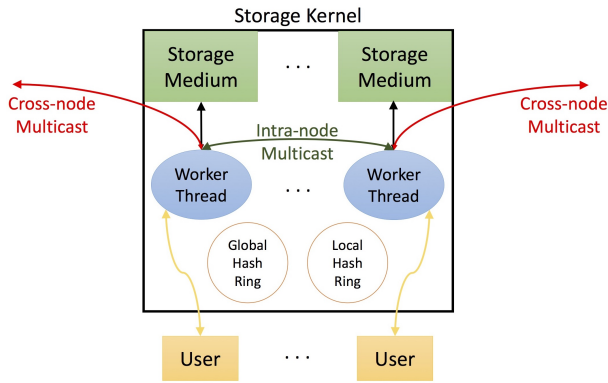 Storage Kernel
Storage
Medium
. . .
Storage
Medium
Cross-node
Multicast
Cross-node
Multicast
Intra-node
Multicast
Worker
Thread
. . .
Worker
Thread
Global
Hash
Ring
Local
Hash
Ring
User
. . .
User